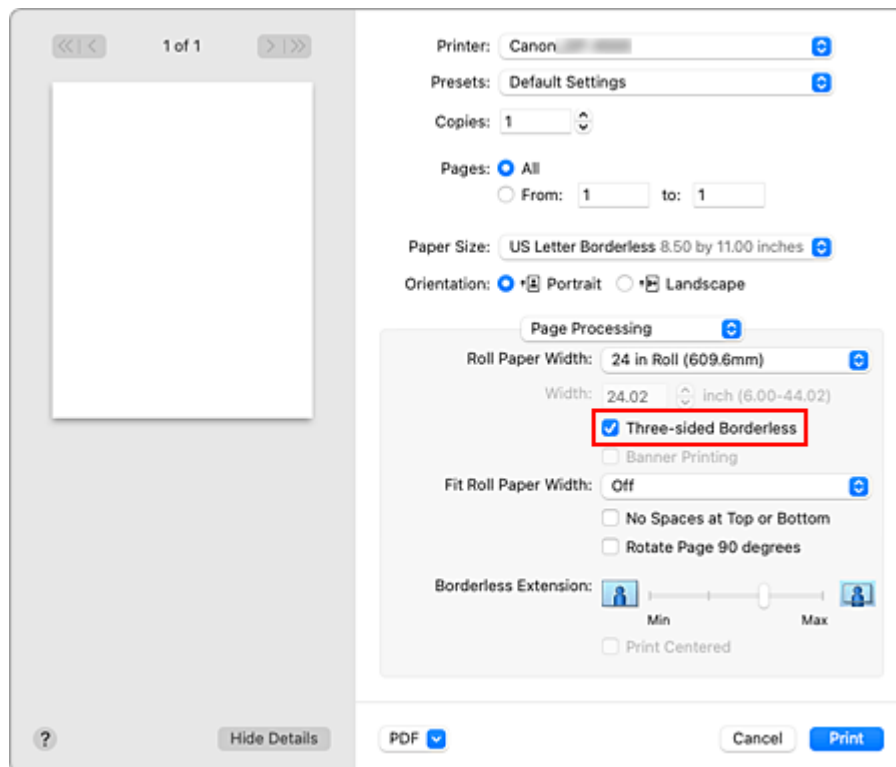 1 of 1
Printer: Canon
Presets: Default Settings
Copies: 1
Pages: All
From: 1 to: 1
Paper Size: US Letter Borderless 8.50 by 11.00 inches
Orientation: Portrait Landscape
Page Processing
Roll Paper Width: 24 in Roll (609.6mm)
Width: 24.02 inch (6.00-44.02)
Three-sided Borderless
Banner Printing
Fit Roll Paper Width: Off
No Spaces at Top or Bottom
Rotate Page 90 degrees
Borderless Extension:
Min Max
Print Centered
? Hide Details PDF Cancel Print